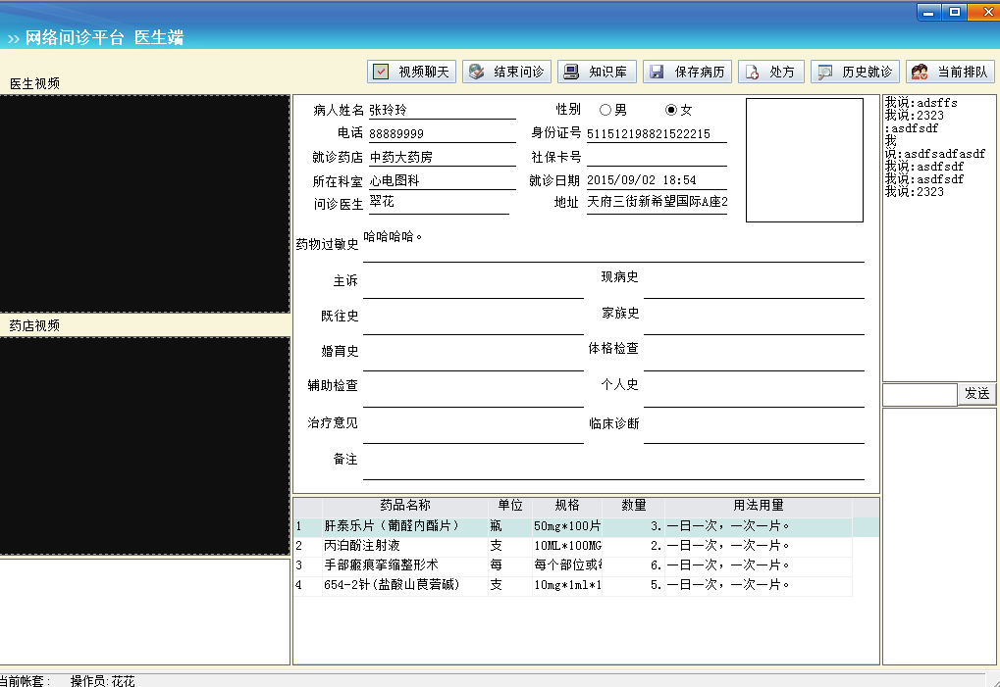 ›› 网络问诊平台 医生端
医生视频
视频聊天 结束问诊 知识库 保存病历 处方 历史就诊 当前排队
病人姓名 张玲玲 性别 男 女
电话 88889999 身份证号 511512198821522215
就诊药店 中药大药房 社保卡号
所在科室 心电图科 就诊日期 2015/09/02 18:54
问诊医生 翠花 地址 天府三街新希望国际A座2
药物过敏史 哈哈哈哈。
主诉 现病史
既往史 家族史
婚育史 体格检查
辅助检查 个人史
治疗意见 临床诊断
备注
我说:adsffs
我说:2323
:asdfsdf
我
说:asdfsadfasdf
我说:asdfsdf
我说:asdfsdf
我说:2323
发送
药店视频
药品名称 单位 规格 数量 用法用量
1 肝泰乐片（葡醛内酯片） 瓶 50mg*100片 3. 一日一次，一次一片。
2 丙泊酚注射液 支 10ML*100MG 2. 一日一次，一次一片。
3 手部瘢痕挛缩整形术 每 每个部位或 6. 一日一次，一次一片。
4 654-2针(盐酸山莨菪碱) 支 10mg*1ml*1 5. 一日一次，一次一片。
当前帐套: 操作员: 花花